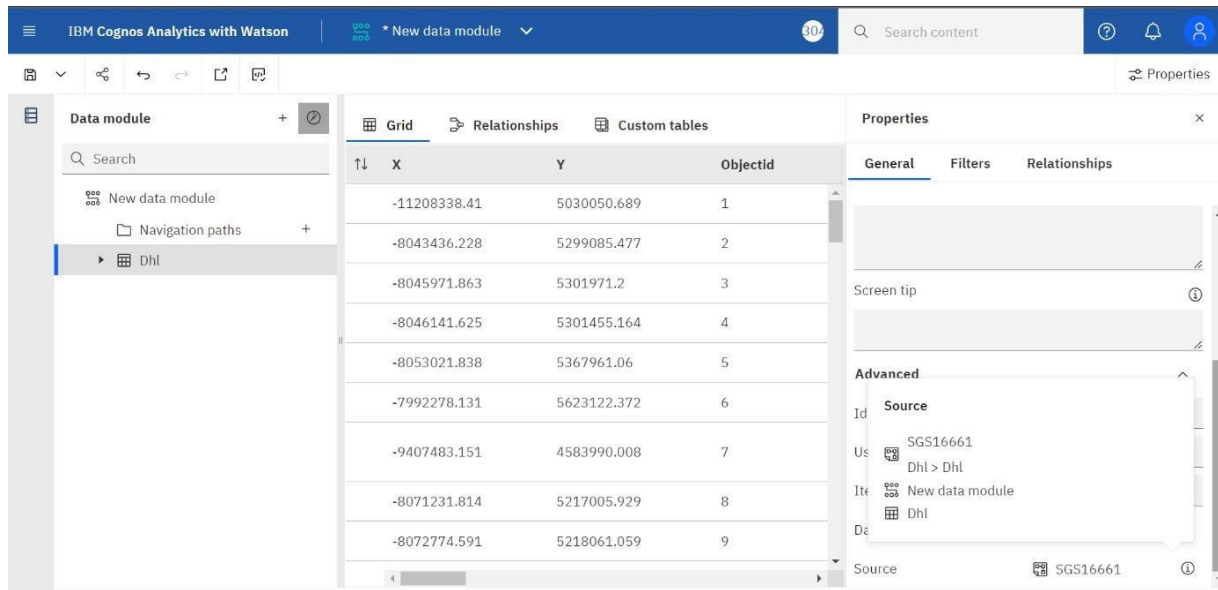 IBM Cognos Analytics with Watson
* New data module
304
Search content
Properties
Data module
Search
New data module
Navigation paths
Dhl
Grid Relationships Custom tables
X Y Objectid
-11208338.41 5030050.689 1
-8043436.228 5299085.477 2
-8045971.863 5301971.2 3
-8046141.625 5301455.164 4
-8053021.838 5367961.06 5
-7992278.131 5623122.372 6
-9407483.151 4583990.008 7
-8071231.814 5217005.929 8
-8072774.591 5218061.059 9
Properties
General Filters Relationships
Screen tip
Advanced
Id
Us
Ite
Da
Source
SGS16661
Dhl > Dhl
New data module
Dhl
Source SGS16661